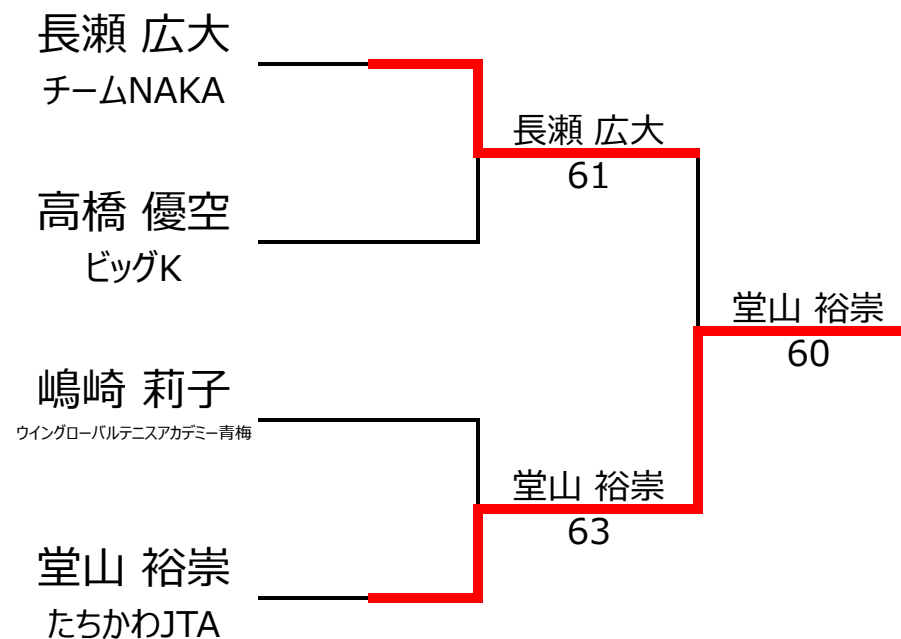 長瀬 広大
チームNAKA
長瀬 広大
61
高橋 優空
ビッグK
堂山 裕崇
60
嶋崎 莉子
ウイングローバルテニスアカデミー青梅
堂山 裕崇
63
堂山 裕崇
たちかわJTA